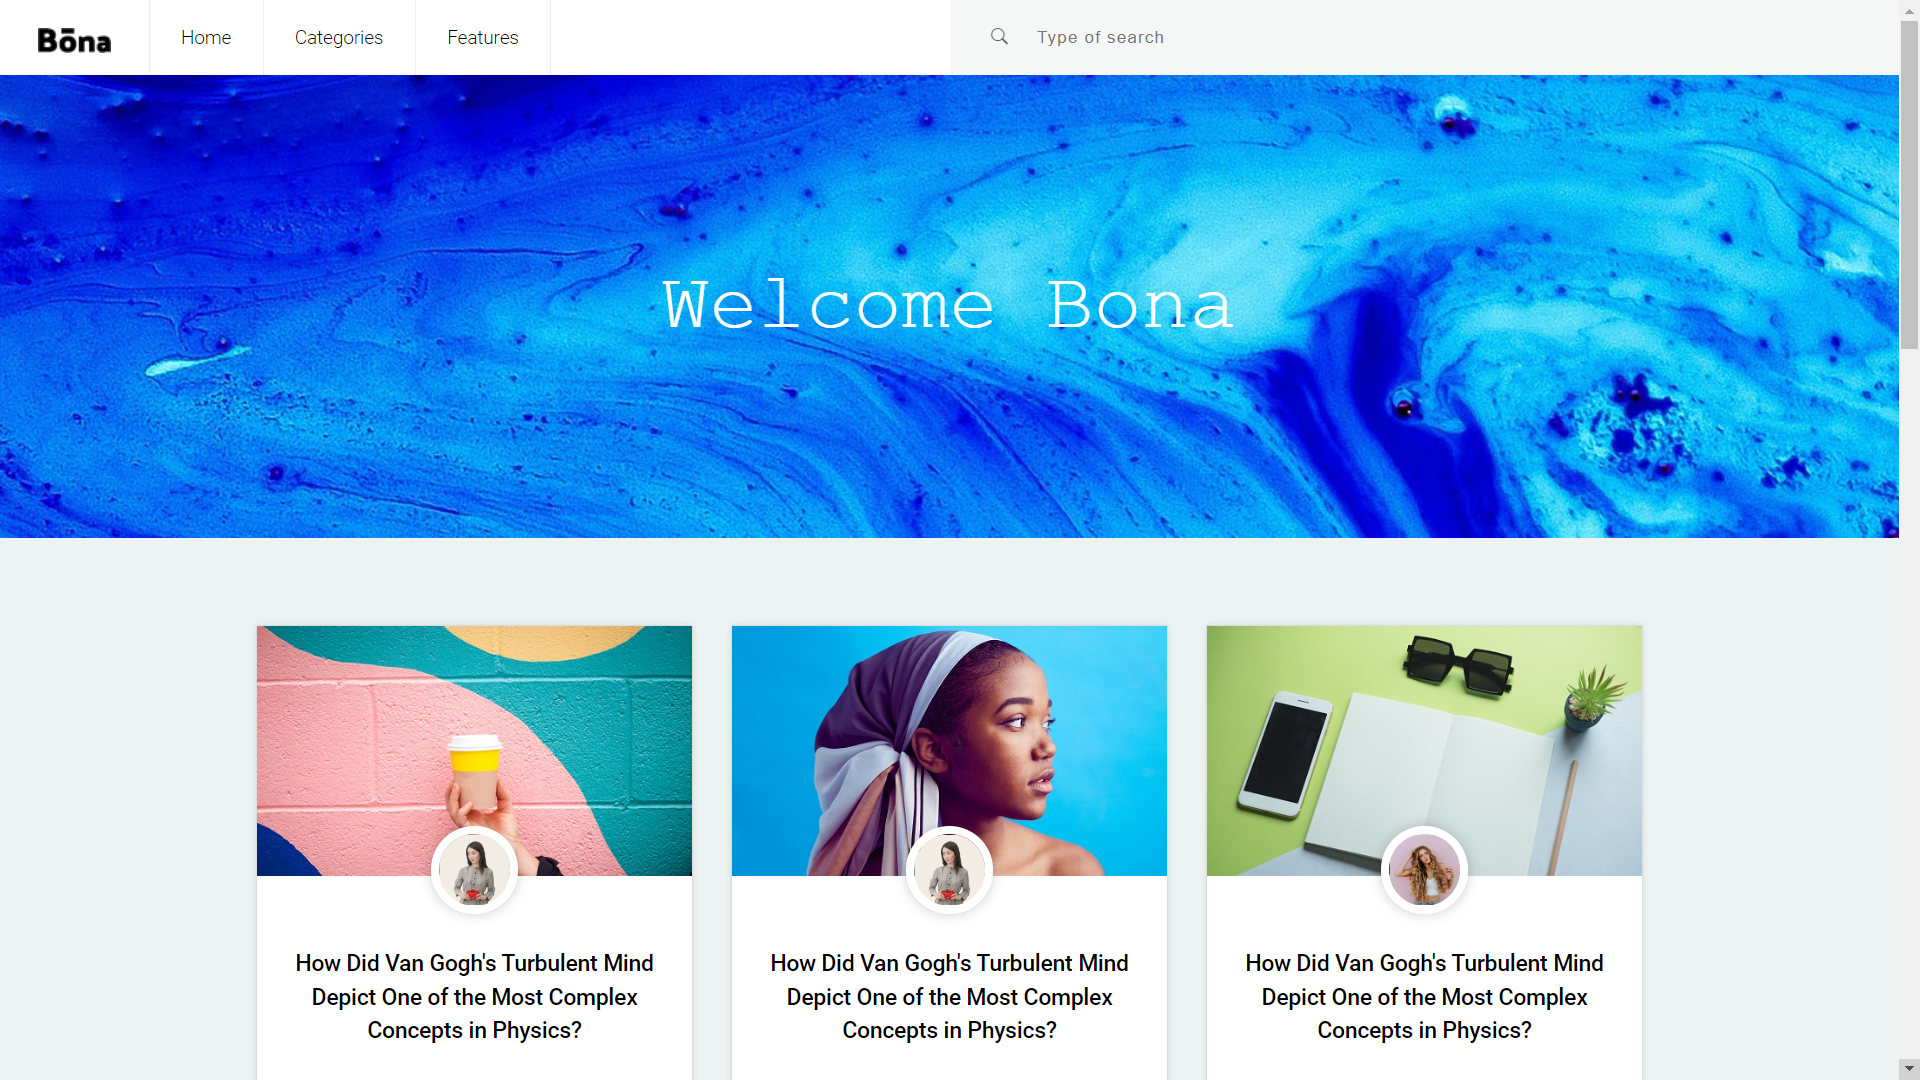 Bōna
Home
Categories
Features
Type of search
Welcome Bona
How Did Van Gogh's Turbulent Mind
Depict One of the Most Complex
Concepts in Physics?
How Did Van Gogh's Turbulent Mind
Depict One of the Most Complex
Concepts in Physics?
How Did Van Gogh's Turbulent Mind
Depict One of the Most Complex
Concepts in Physics?